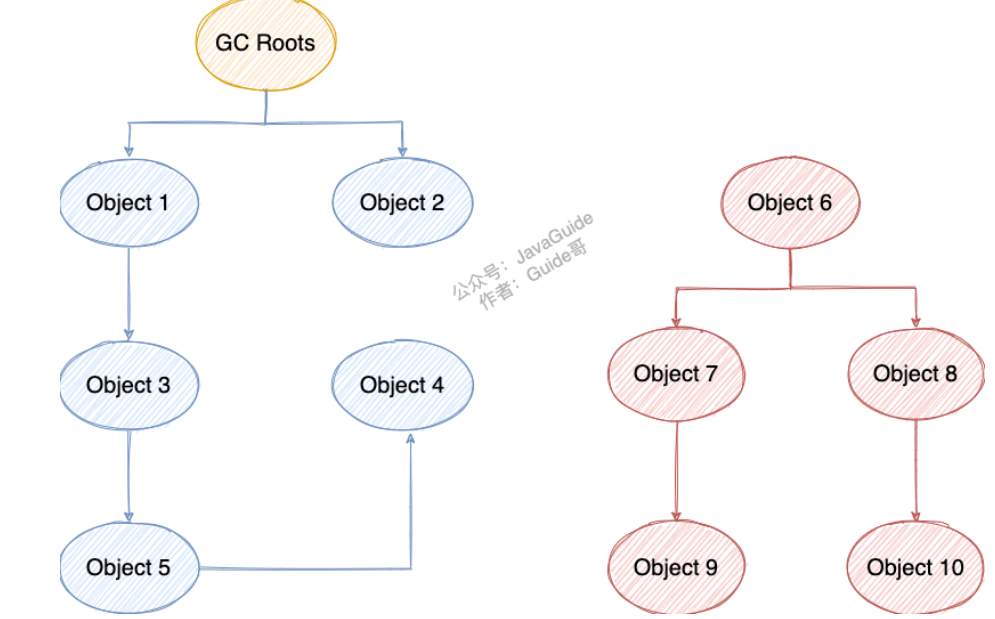 GC Roots
Object 1
Object 2
Object 6
公众号：JavaGuide
作者：Guide哥
Object 3
Object 4
Object 7
Object 8
Object 5
Object 9
Object 10